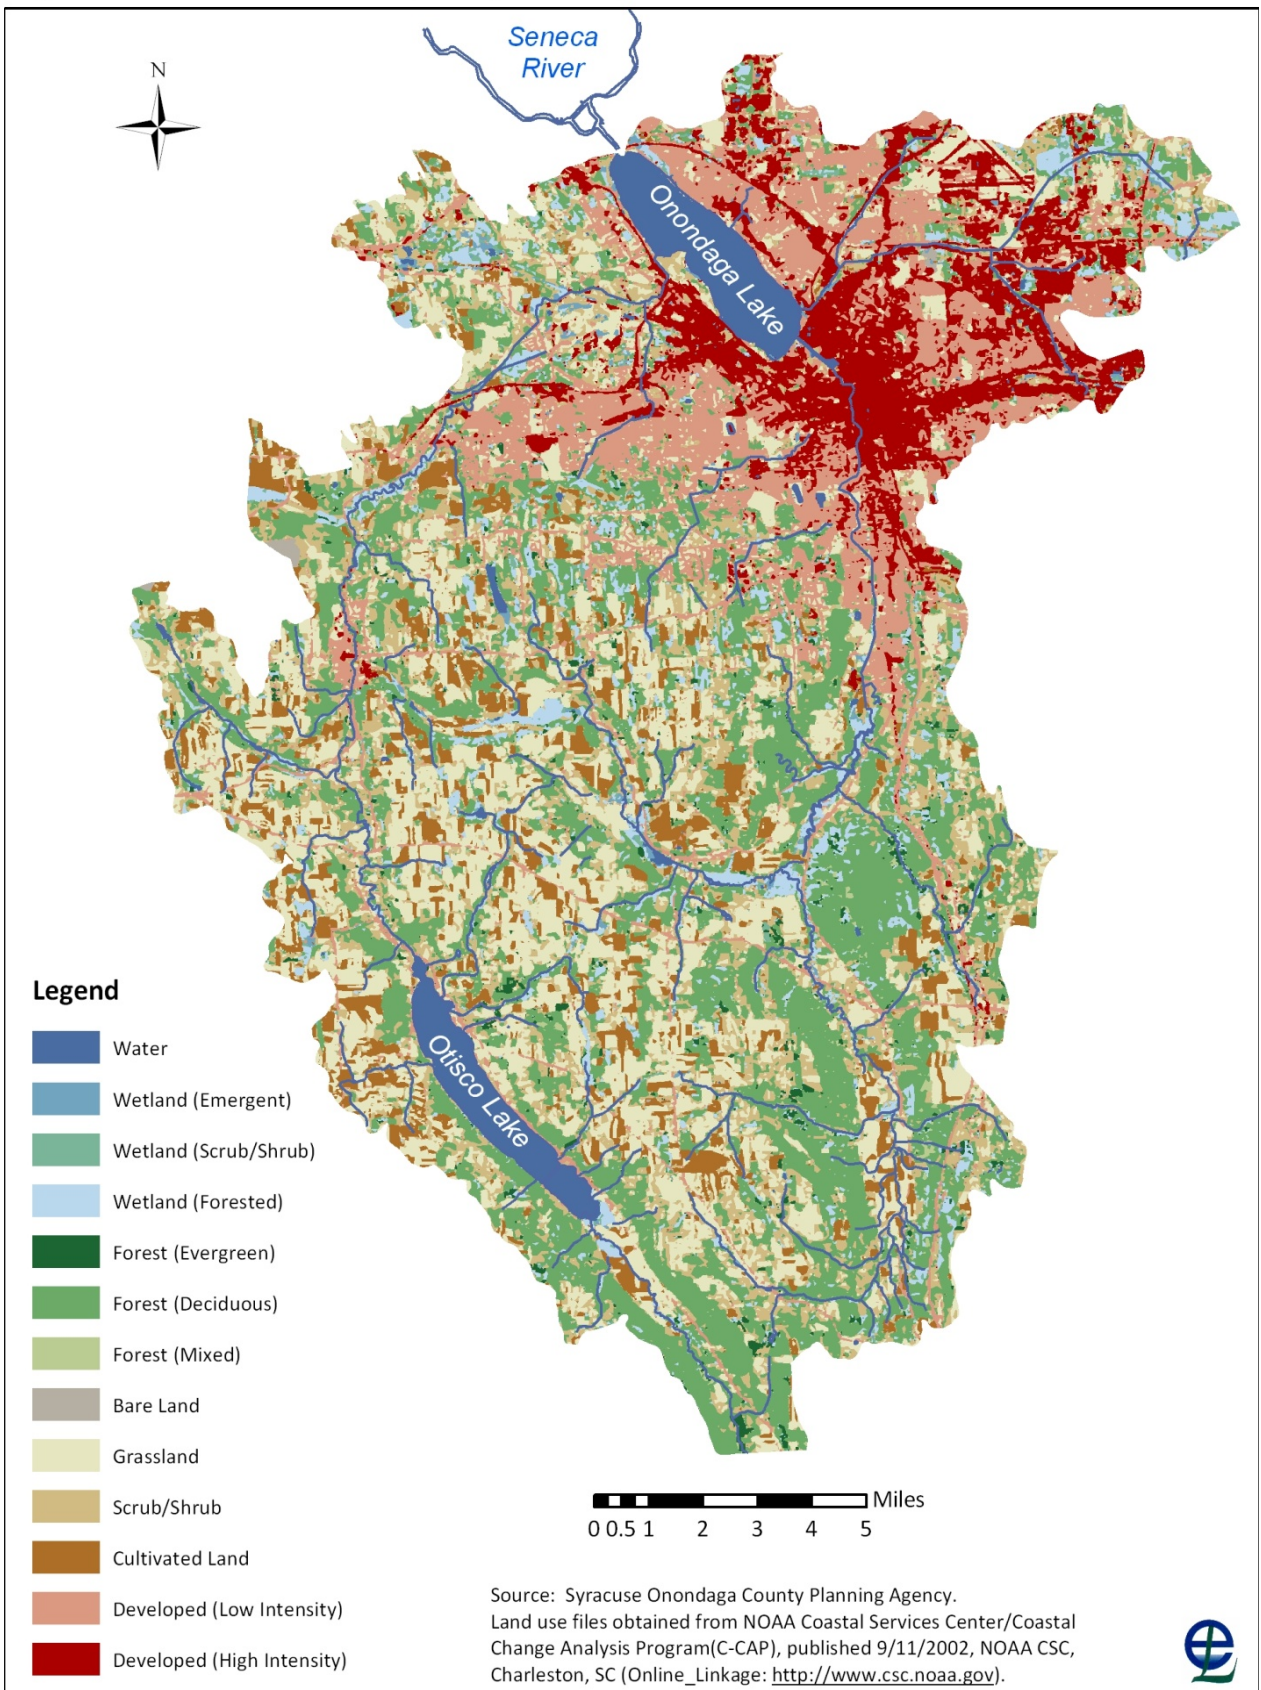 Seneca
River
N
Onondaga Lake
Otisco Lake
Legend
Water
Wetland (Emergent)
Wetland (Scrub/Shrub)
Wetland (Forested)
Forest (Evergreen)
Forest (Deciduous)
Forest (Mixed)
Bare Land
Grassland
Scrub/Shrub
Cultivated Land
Developed (Low Intensity)
Developed (High Intensity)
Miles
0 0.5 1 2 3 4 5
Source:  Syracuse Onondaga County Planning Agency.
Land use files obtained from NOAA Coastal Services Center/Coastal
Change Analysis Program(C-CAP), published 9/11/2002, NOAA CSC,
Charleston, SC (Online_Linkage: http://www.csc.noaa.gov).